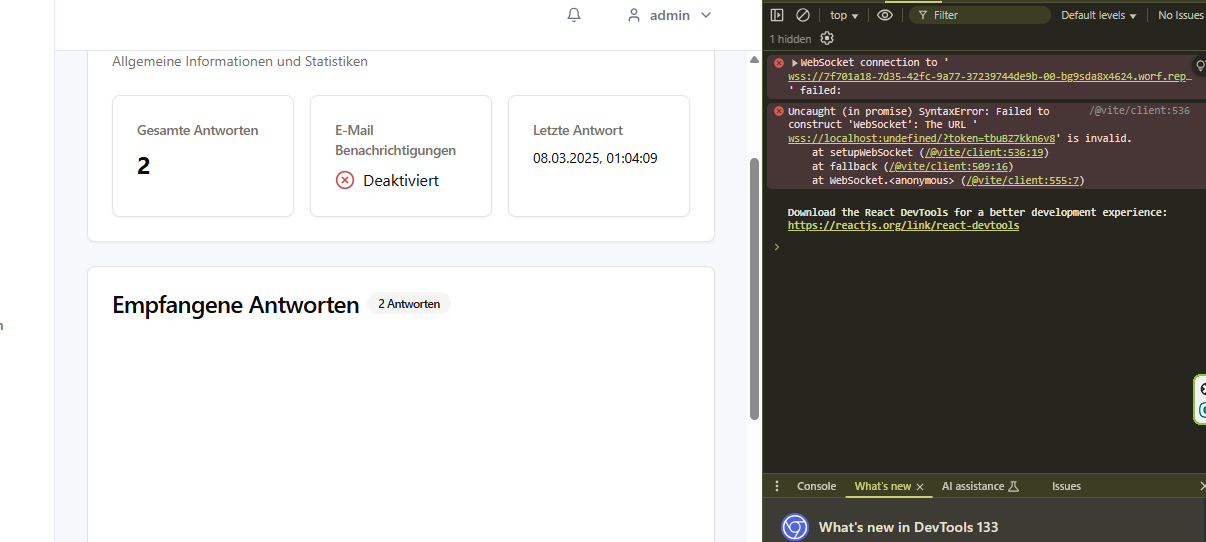 admin
Allgemeine Informationen und Statistiken
Gesamte Antworten
2
E-Mail
Benachrichtigungen
Deaktiviert
Letzte Antwort
08.03.2025, 01:04:09
Empfangene Antworten
2 Antworten
n
top
Filter
Default levels
No Issues
1 hidden
WebSocket connection to '
wss://7f701a18-7d35-42fc-9a77-37239744de9b-00-bg9sda8x4624.worf.rep…
' failed:
Uncaught (in promise) SyntaxError: Failed to
/@vite/client:536
construct 'WebSocket': The URL '
wss://localhost:undefined/?token=tbuBZ7kkn6v8' is invalid.
at setupWebSocket (/@vite/client:536:19)
at fallback (/@vite/client:509:16)
at WebSocket.<anonymous> (/@vite/client:555:7)
Download the React DevTools for a better development experience:
https://reactjs.org/link/react-devtools
Console
What's new
AI assistance
Issues
What's new in DevTools 133